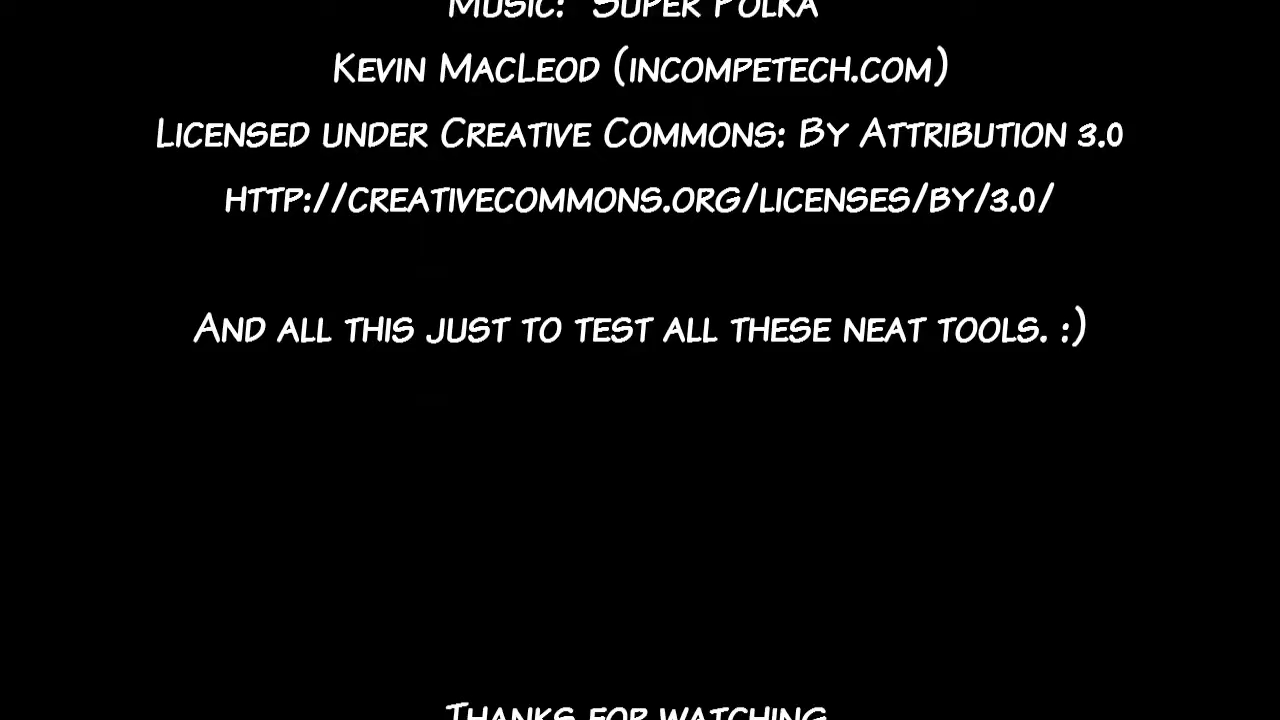 Music: "Super Polka"
Kevin MacLeod (incompetech.com)
Licensed under Creative Commons: By Attribution 3.0
http://creativecommons.org/licenses/by/3.0/
And all this just to test all these neat tools. :)
Thanks for watching